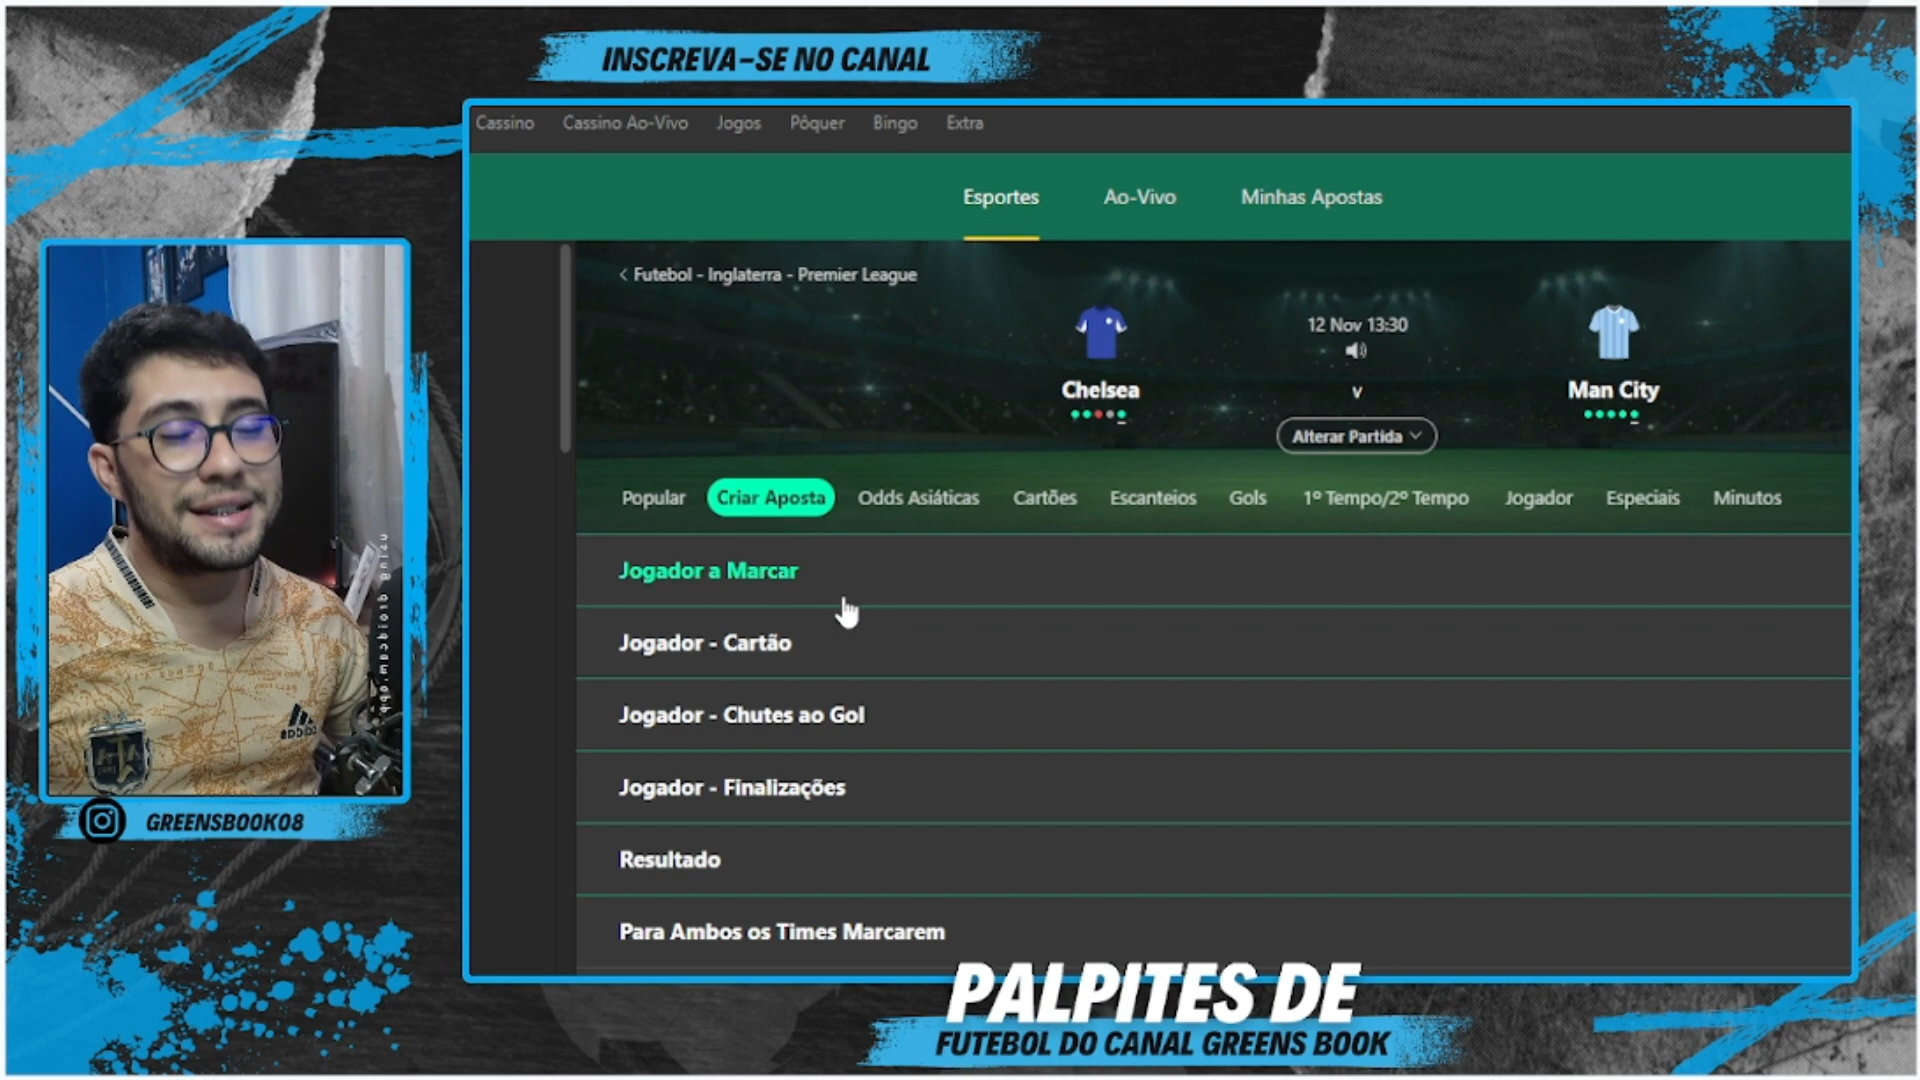 INSCREVA-SE NO CANAL
Cassino Cassino Ao-Vivo Jogos Pôquer Bingo Extra
Esportes Ao-Vivo Minhas Apostas
< Futebol - Inglaterra - Premier League
12 Nov 13:30
Chelsea v Man City
Alterar Partida
Popular Criar Aposta Odds Asiáticas Cartões Escanteios Gols 1º Tempo/2º Tempo Jogador Especiais Minutos
Jogador a Marcar
Jogador - Cartão
Jogador - Chutes ao Gol
Jogador - Finalizações
Resultado
Para Ambos os Times Marcarem
adidas
GREENSBOOK08
PALPITES DE
FUTEBOL DO CANAL GREENS BOOK